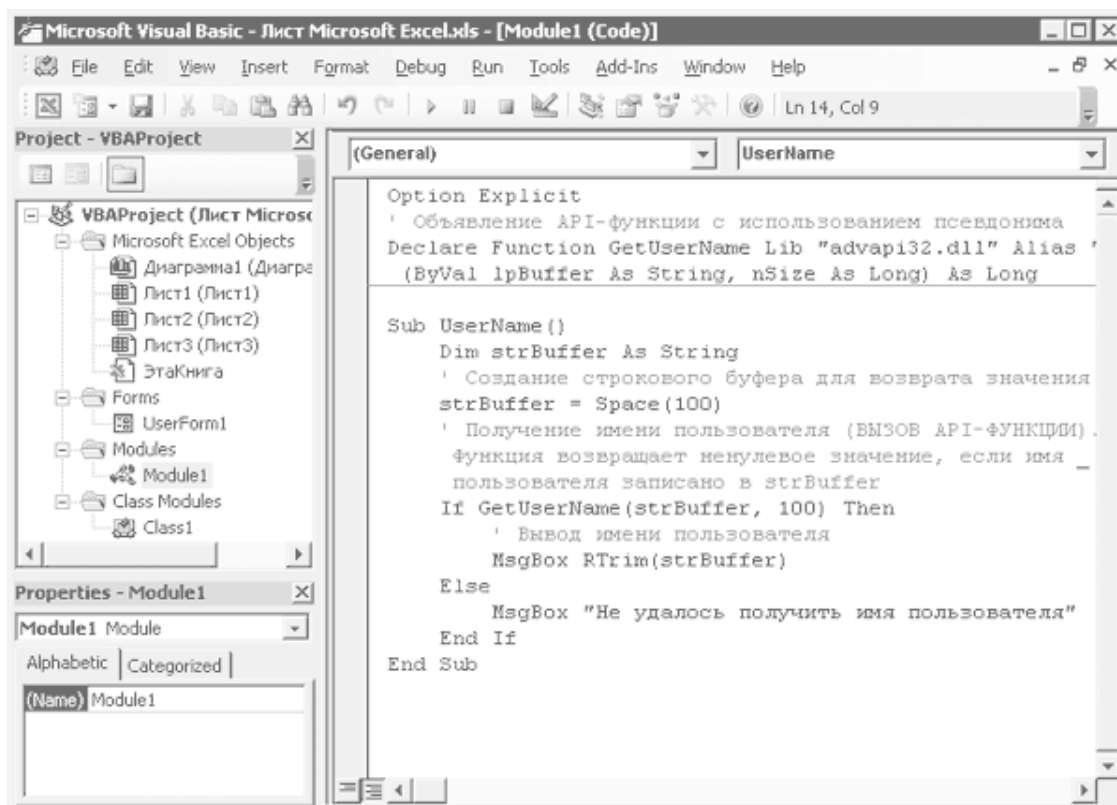 Microsoft Visual Basic - Лист Microsoft Excel.xls - [Module1 (Code)]
File Edit View Insert Format Debug Run Tools Add-Ins Window Help
Ln 14, Col 9
Project - VBAProject
VBAProject (Лист Microsc
Microsoft Excel Objects
Диаграмма1 (Диагра
Лист1 (Лист1)
Лист2 (Лист2)
Лист3 (Лист3)
ЭтаКнига
Forms
UserForm1
Modules
Module1
Class Modules
Class1
Properties - Module1
Module1 Module
Alphabetic Categorized
(Name) Module1
(General) UserName
Option Explicit
' Объявление API-функции с использованием псевдонима
Declare Function GetUserName Lib "advapi32.dll" Alias "
(ByVal lpBuffer As String, nSize As Long) As Long
Sub UserName()
Dim strBuffer As String
' Создание строкового буфера для возврата значения
strBuffer = Space(100)
' Получение имени пользователя (ВЫЗОВ API-ФУНКЦИИ).
Функция возвращает ненулевое значение, если имя _
пользователя записано в strBuffer
If GetUserName(strBuffer, 100) Then
' Вывод имени пользователя
MsgBox RTrim(strBuffer)
Else
MsgBox "Не удалось получить имя пользователя"
End If
End Sub